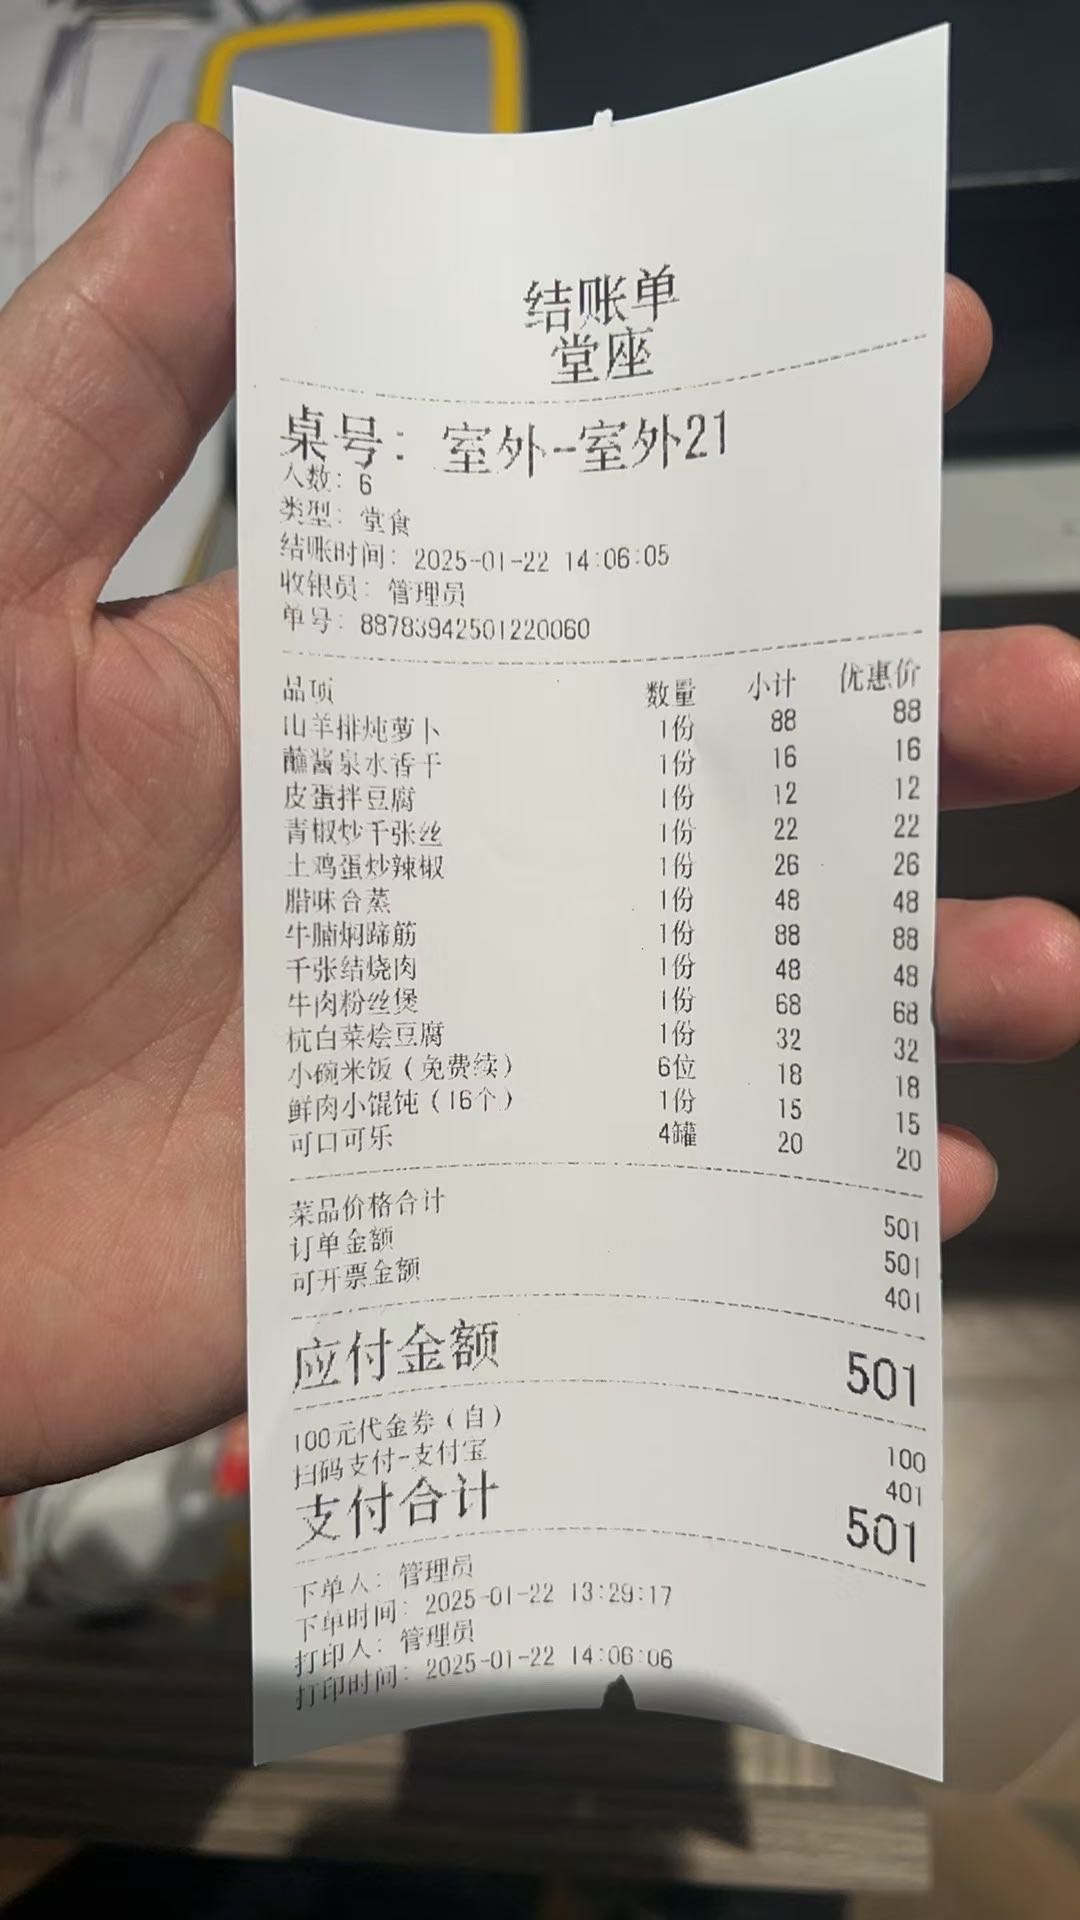 结账单
堂座
桌号: 室外-室外21
人数: 6
类型: 堂食
结账时间: 2025-01-22 14:06:05
收银员: 管理员
单号: 88783942501220060
品项 数量 小计 优惠价
山羊排炖萝卜 1份 88 88
蘸酱泉水香干 1份 16 16
皮蛋拌豆腐 1份 12 12
青椒炒千张丝 1份 22 22
土鸡蛋炒辣椒 1份 26 26
腊味合蒸 1份 48 48
牛腩焖蹄筋 1份 88 88
千张结烧肉 1份 48 48
牛肉粉丝煲 1份 68 68
杭白菜烩豆腐 1份 32 32
小碗米饭(免费续) 6位 18 18
鲜肉小馄饨(16个) 1份 15 15
可口可乐 4罐 20 20
菜品价格合计 501
订单金额 501
可开票金额 401
应付金额 501
100元代金券(自) 100
扫码支付-支付宝 401
支付合计 501
下单人: 管理员
下单时间: 2025-01-22 13:29:17
打印人: 管理员
打印时间: 2025-01-22 14:06:06